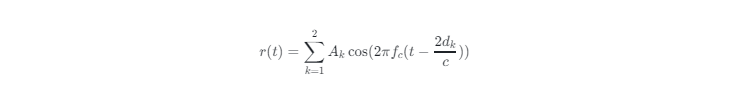 r(t) = \sum_{k=1}^{2} A_k \cos(2\pi f_c(t - \frac{2d_k}{c}))